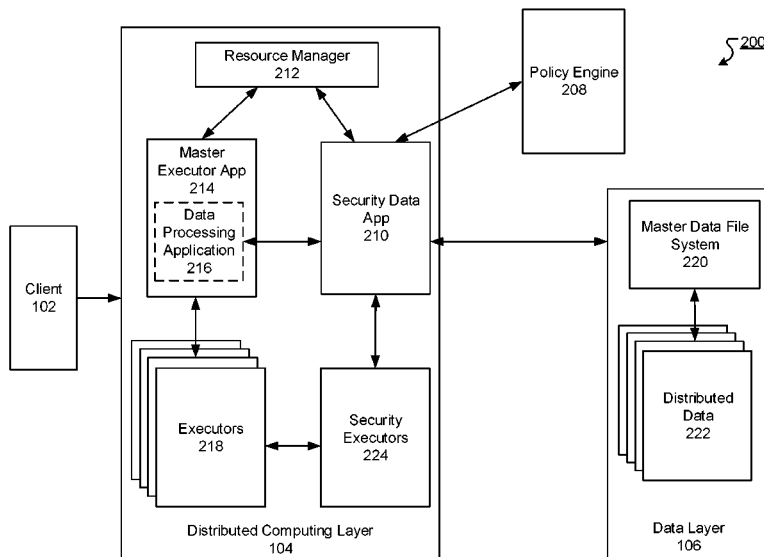 200
Resource Manager
212
Policy Engine
208
Master
Executor App
214
Data
Processing
Application
216
Security Data
App
210
Master Data File
System
220
Client
102
Executors
218
Security
Executors
224
Distributed
Data
222
Distributed Computing Layer
104
Data Layer
106